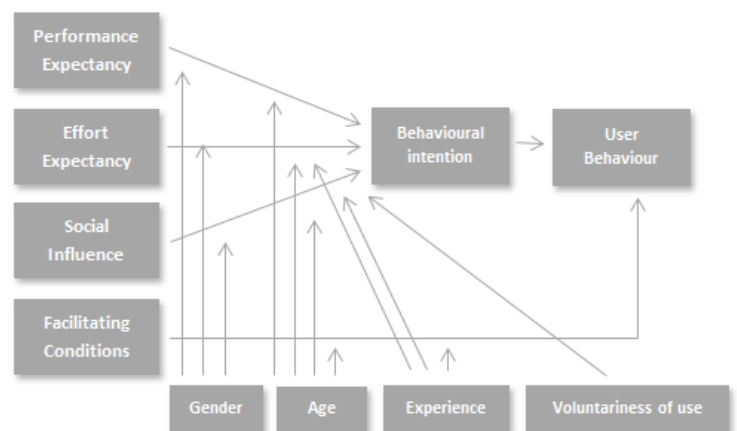 Performance
Expectancy
Effort
Expectancy
Behavioural
intention
User
Behaviour
Social
Influence
Facilitating
Conditions
Gender
Age
Experience
Voluntariness of use